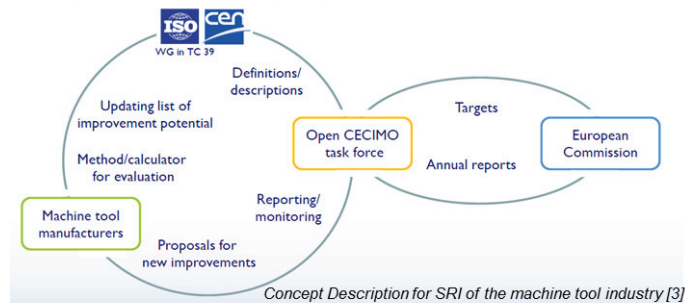 ISO
cen
WG in TC 39
Definitions/
descriptions
Updating list of
improvement potential
Method/calculator
for evaluation
Machine tool
manufacturers
Proposals for
new improvements
Reporting/
monitoring
Open CECIMO
task force
Targets
Annual reports
European
Commission
Concept Description for SRI of the machine tool industry [3]